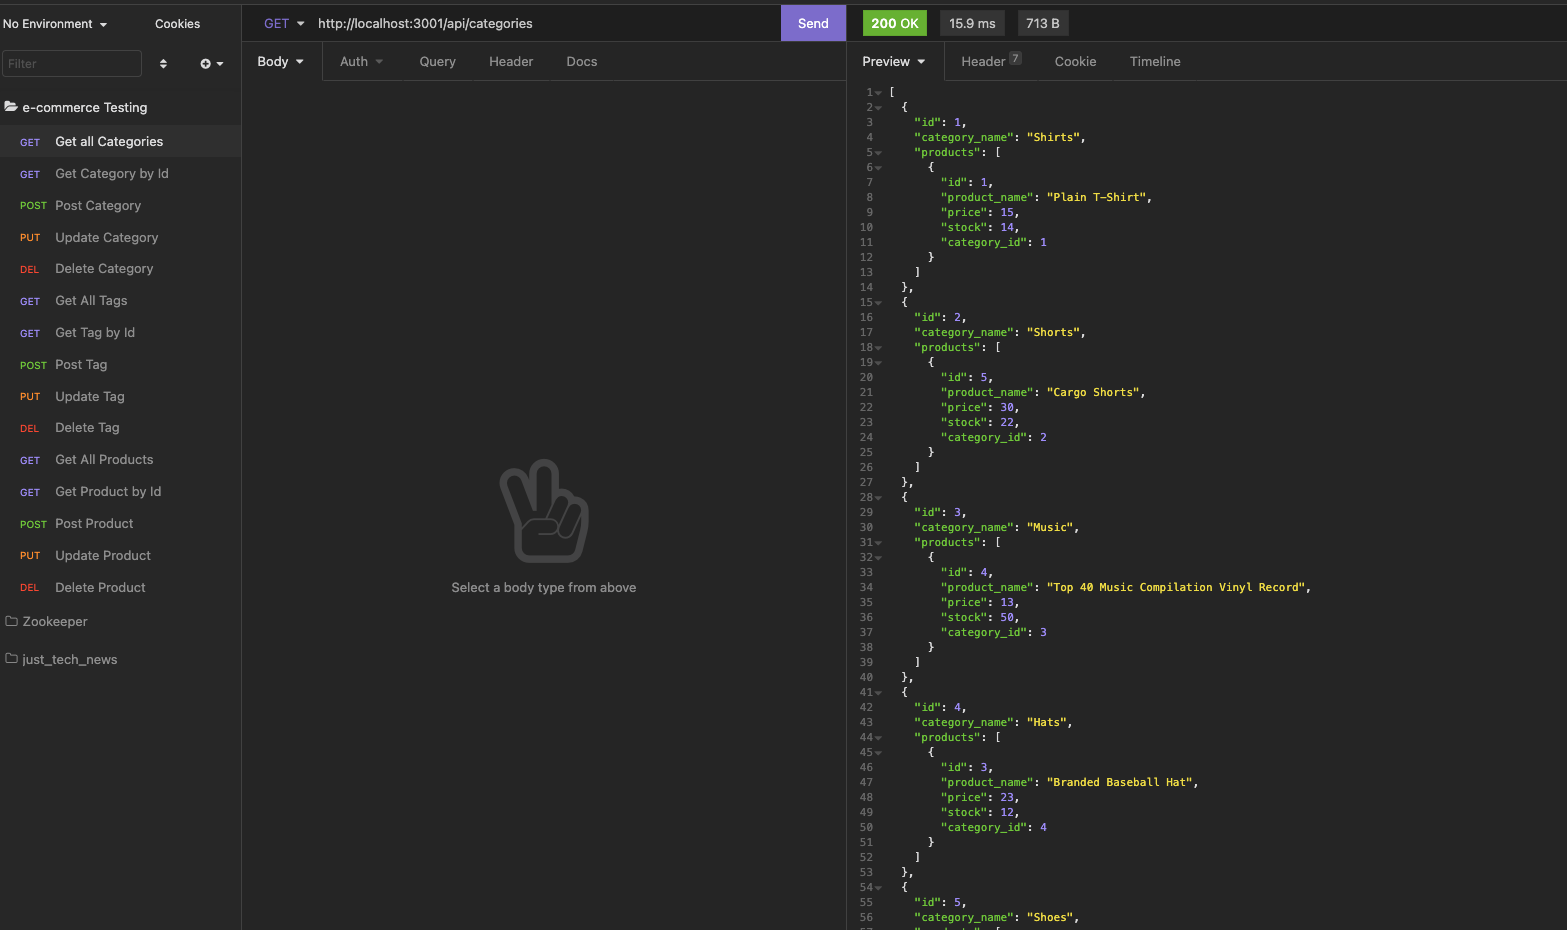 No Environment
Cookies
Filter
e-commerce Testing
GET Get all Categories
GET Get Category by Id
POST Post Category
PUT Update Category
DEL Delete Category
GET Get All Tags
GET Get Tag by Id
POST Post Tag
PUT Update Tag
DEL Delete Tag
GET Get All Products
GET Get Product by Id
POST Post Product
PUT Update Product
DEL Delete Product
Zookeeper
just_tech_news
GET http://localhost:3001/api/categories Send
Body Auth Query Header Docs
Select a body type from above
200 OK 15.9 ms 713 B
Preview Header 7 Cookie Timeline
1 [
2 {
3 "id": 1,
4 "category_name": "Shirts",
5 "products": [
6 {
7 "id": 1,
8 "product_name": "Plain T-Shirt",
9 "price": 15,
10 "stock": 14,
11 "category_id": 1
12 }
13 ]
14 },
15 {
16 "id": 2,
17 "category_name": "Shorts",
18 "products": [
19 {
20 "id": 5,
21 "product_name": "Cargo Shorts",
22 "price": 30,
23 "stock": 22,
24 "category_id": 2
25 }
26 ]
27 },
28 {
29 "id": 3,
30 "category_name": "Music",
31 "products": [
32 {
33 "id": 4,
34 "product_name": "Top 40 Music Compilation Vinyl Record",
35 "price": 13,
36 "stock": 50,
37 "category_id": 3
38 }
39 ]
40 },
41 {
42 "id": 4,
43 "category_name": "Hats",
44 "products": [
45 {
46 "id": 3,
47 "product_name": "Branded Baseball Hat",
48 "price": 23,
49 "stock": 12,
50 "category_id": 4
51 }
52 ]
53 },
54 {
55 "id": 5,
56 "category_name": "Shoes",